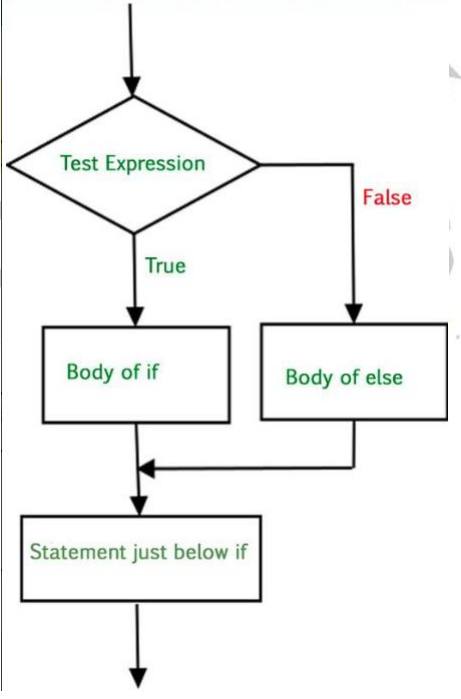 Test Expression
False
True
Body of if
Body of else
Statement just below if